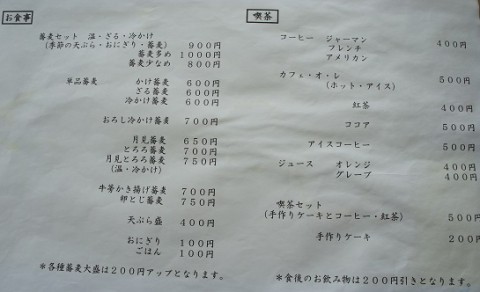 お食事
蕎麦セット 温・ざる・冷かけ
(季節の天ぷら・おにぎり・蕎麦) 900円
蕎麦多め 1000円
蕎麦少なめ 800円
単品蕎麦 かけ蕎麦 600円
ざる蕎麦 600円
冷かけ蕎麦 600円
おろし冷かけ蕎麦 700円
月見蕎麦 650円
とろろ蕎麦 700円
月見とろろ蕎麦 750円
(温・冷かけ)
牛蒡かき揚げ蕎麦 700円
卵とじ蕎麦 750円
天ぷら盛 400円
おにぎり 100円
ごはん 100円
*各種蕎麦大盛は200円アップとなります。
喫茶
コーヒー ジャーマン
フレンチ 400円
アメリカン
カフェ・オ・レ 500円
(ホット・アイス)
紅茶 400円
ココア 500円
アイスコーヒー 500円
ジュース オレンジ 400円
グレープ 400円
喫茶セット
(手作りケーキとコーヒー・紅茶) 500円
手作りケーキ 200円
*食後のお飲み物は200円引きとなります。